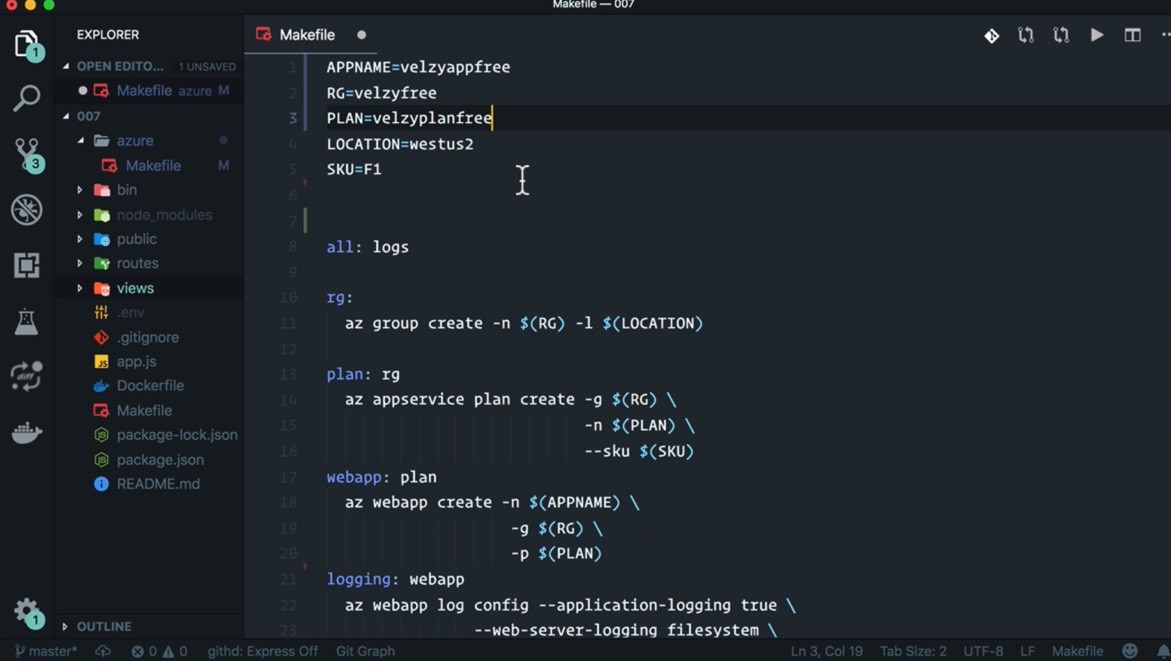 Makefile — 007
EXPLORER
OPEN EDITO... 1 UNSAVED
Makefile azure M
007
azure
Makefile M
bin
node_modules
public
routes
views
.env
.gitignore
app.js
Dockerfile
Makefile
package-lock.json
package.json
README.md
OUTLINE
1
3
1
Makefile
1 APPNAME=velzyappfree
2 RG=velzyfree
3 PLAN=velzyplanfree
4 LOCATION=westus2
5 SKU=F1
6
7
8 all: logs
9
10 rg:
11 az group create -n $(RG) -l $(LOCATION)
12
13 plan: rg
14 az appservice plan create -g $(RG) \
15 -n $(PLAN) \
16 --sku $(SKU)
17 webapp: plan
18 az webapp create -n $(APPNAME) \
19 -g $(RG) \
20 -p $(PLAN)
21 logging: webapp
22 az webapp log config --application-logging true \
23 --web-server-logging filesystem \
master* 0 0 githd: Express Off Git Graph Ln 3, Col 19 Tab Size: 2 UTF-8 LF Makefile